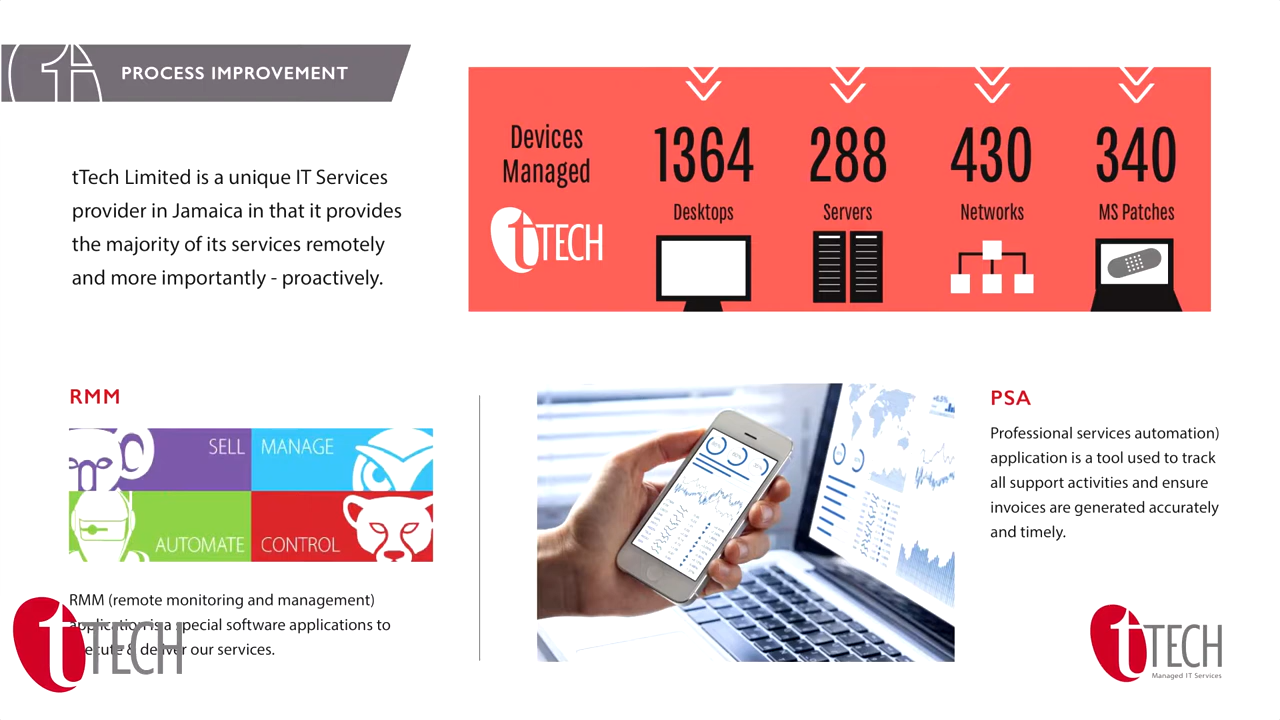 PROCESS IMPROVEMENT
tTech Limited is a unique IT Services
provider in Jamaica in that it provides
the majority of its services remotely
and more importantly - proactively.
Devices
Managed
tTECH
1364
Desktops
288
Servers
430
Networks
340
MS Patches
RMM
SELL
MANAGE
AUTOMATE
CONTROL
RMM (remote monitoring and management)
application is a special software applications to
execute & deliver our services.
tTECH
PSA
Professional services automation)
application is a tool used to track
all support activities and ensure
invoices are generated accurately
and timely.
tTECH
Managed IT Services